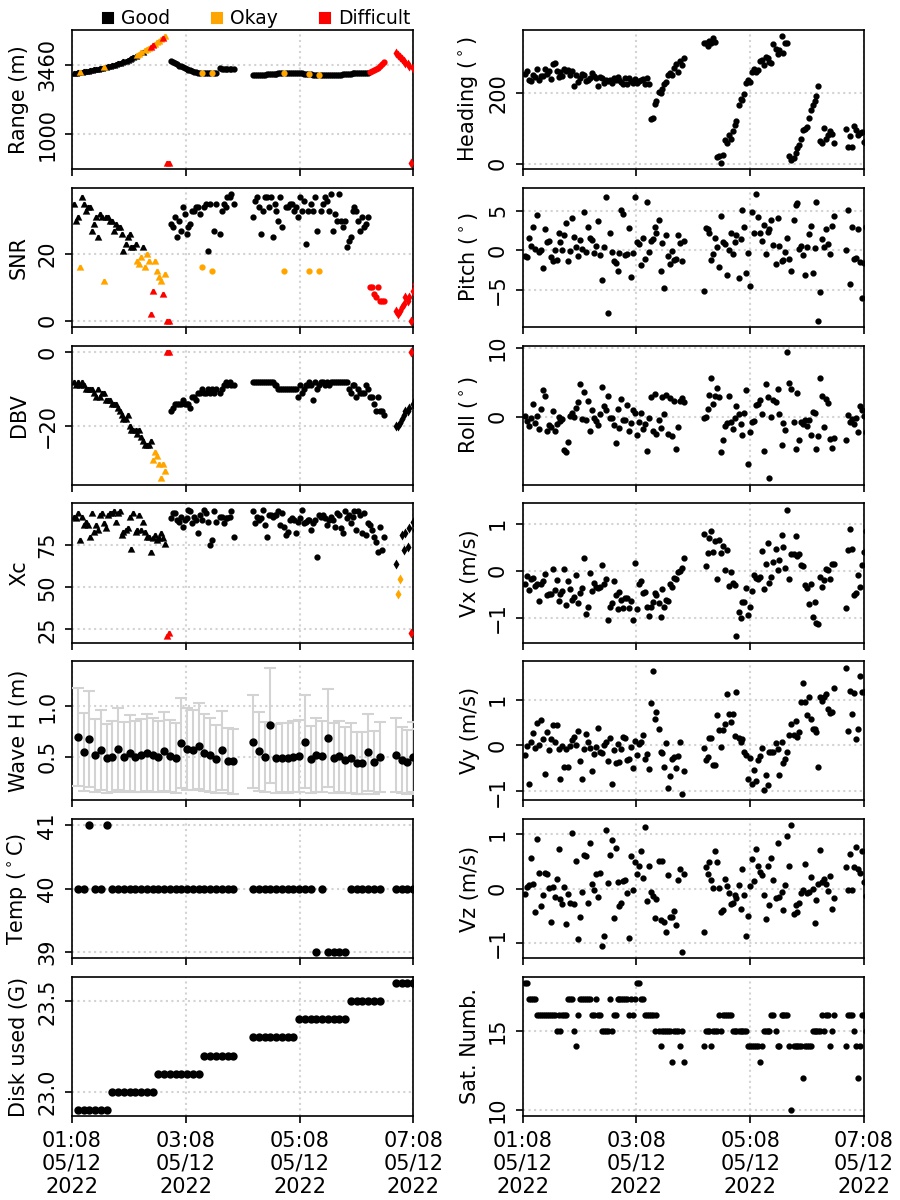 Good Okay Difficult
Range (m)
3460
1000
Heading (°)
200
0
SNR
20
0
Pitch (°)
5
0
−5
DBV
0
−20
Roll (°)
10
0
Xc
75
50
25
Vx (m/s)
1
0
−1
Wave H (m)
1.0
0.5
Vy (m/s)
1
0
−1
Temp (°C)
41
40
39
Vz (m/s)
1
0
−1
Disk used (G)
23.5
23.0
Sat. Numb.
15
10
01:08 03:08 05:08 07:08
05/12 05/12 05/12 05/12
2022 2022 2022 2022
01:08 03:08 05:08 07:08
05/12 05/12 05/12 05/12
2022 2022 2022 2022